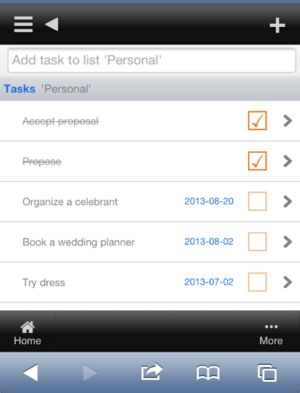 Add task to list 'Personal'
Tasks 'Personal'
Accept proposal
Propose
Organize a celebrant 2013-08-20
Book a wedding planner 2013-08-02
Try dress 2013-07-02
Home More